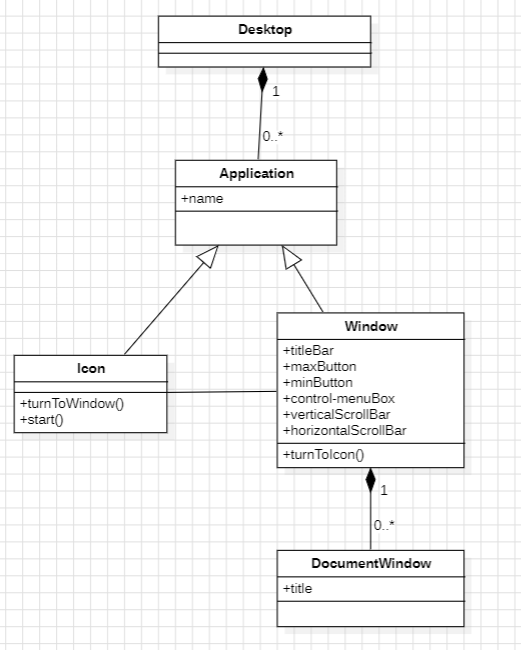 Desktop
1
0..*
Application
+name
Window
+titleBar
+maxButton
+minButton
+control-menuBox
+verticalScrollBar
+horizontalScrollBar
+turnToIcon()
Icon
+turnToWindow()
+start()
1
0..*
DocumentWindow
+title